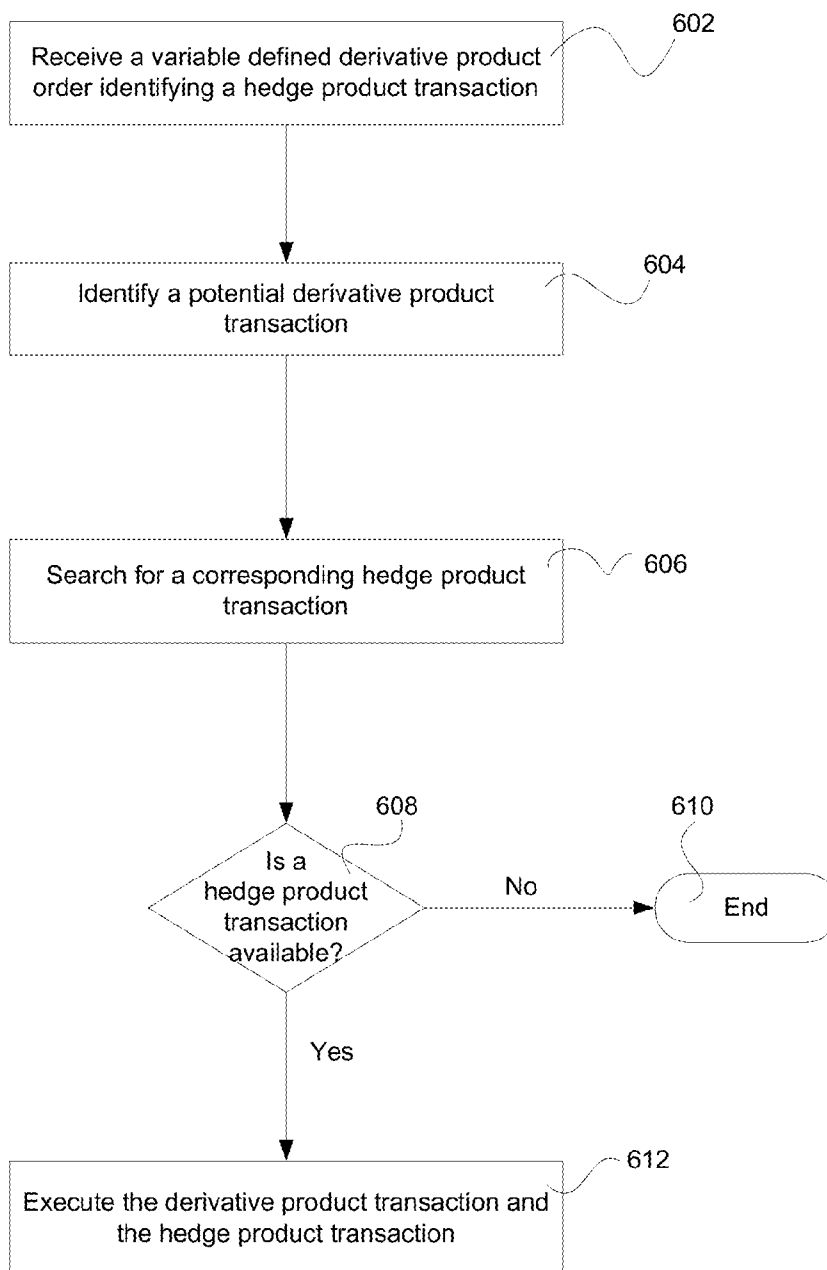 602
Receive a variable defined derivative product
order identifying a hedge product transaction
604
Identify a potential derivative product
transaction
606
Search for a corresponding hedge product
transaction
608
610
Is a
hedge product
transaction
available?
No
End
Yes
612
Execute the derivative product transaction and
the hedge product transaction